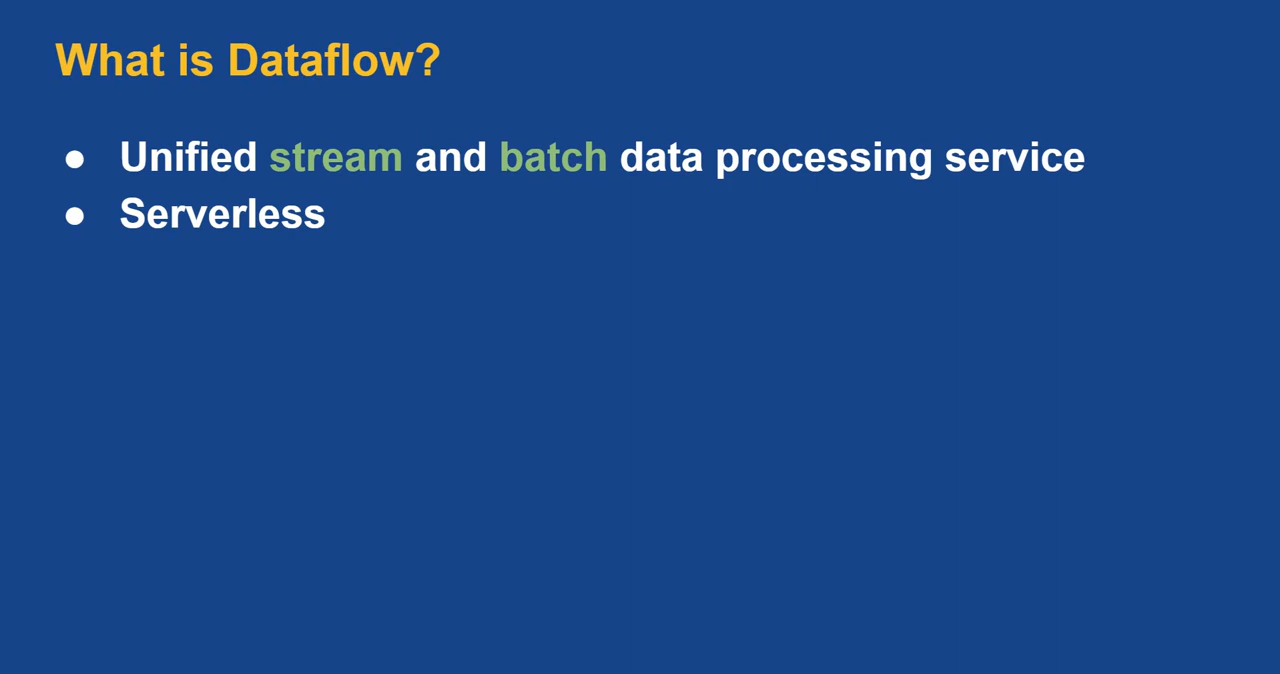 What is Dataflow?
● Unified stream and batch data processing service
● Serverless